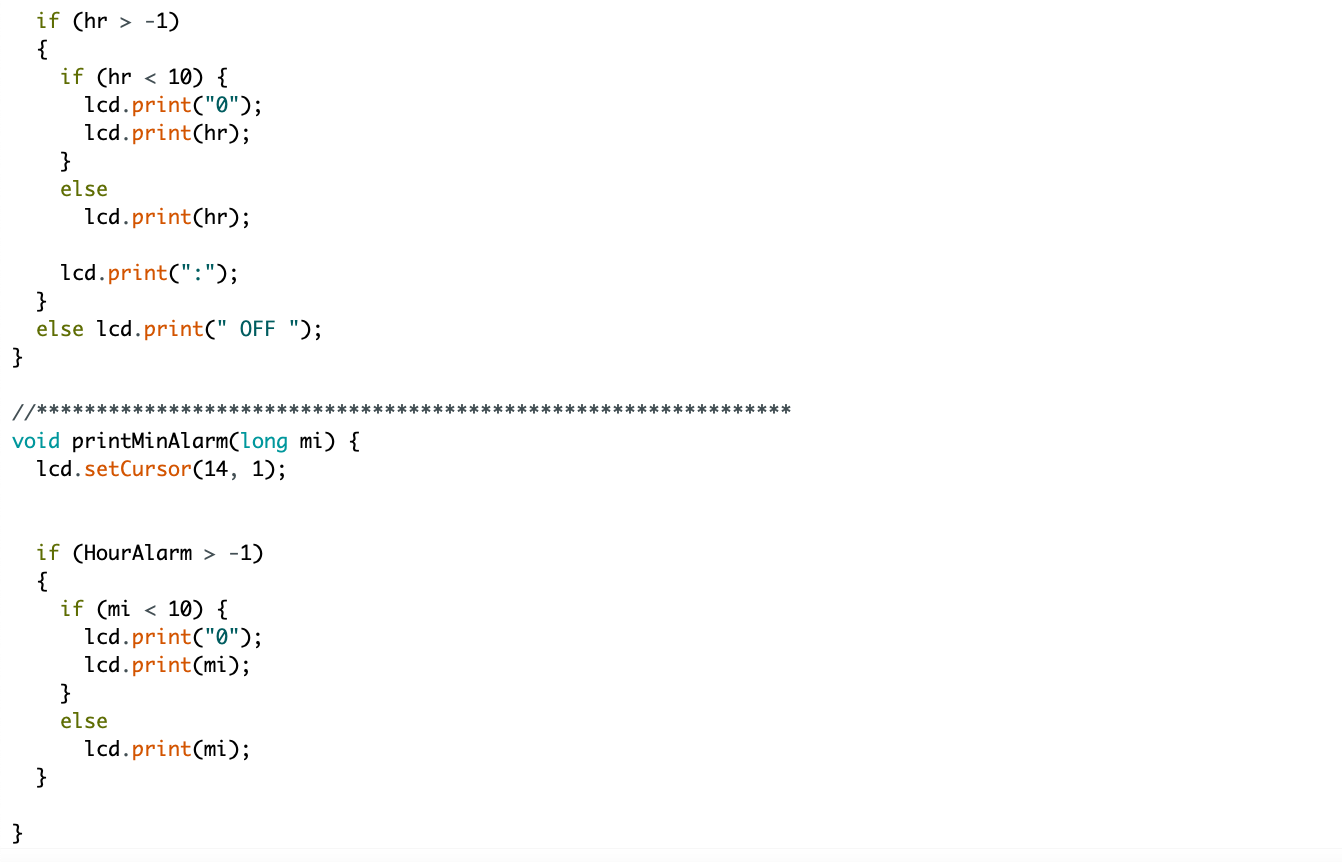 if (hr > -1)
{
if (hr < 10) {
lcd.print("0");
lcd.print(hr);
}
else
lcd.print(hr);
lcd.print(":");
}
else lcd.print(" OFF ");
}
//***************************************************************
void printMinAlarm(long mi) {
lcd.setCursor(14, 1);
if (HourAlarm > -1)
{
if (mi < 10) {
lcd.print("0");
lcd.print(mi);
}
else
lcd.print(mi);
}
}